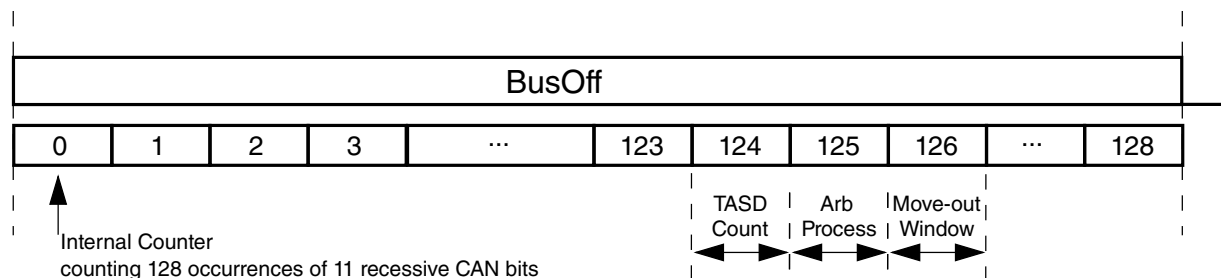 BusOff
0 1 2 3 ... 123 124 125 126 ... 128
TASD Count
Arb Process
Move-out Window
Internal Counter
counting 128 occurrences of 11 recessive CAN bits